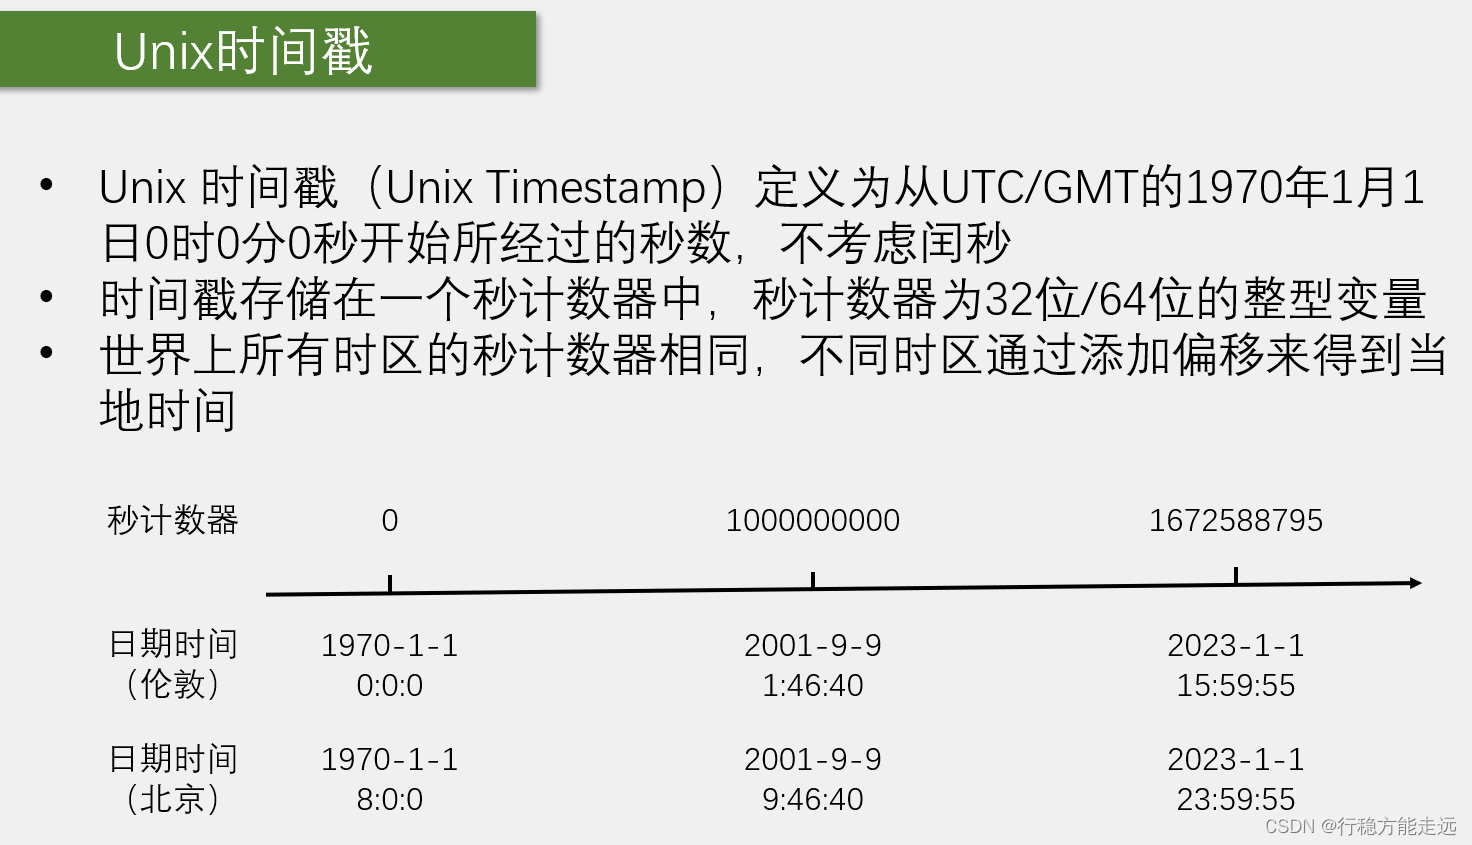 Unix时间戳
• Unix 时间戳（Unix Timestamp）定义为从UTC/GMT的1970年1月1
日0时0分0秒开始所经过的秒数，不考虑闰秒
• 时间戳存储在一个秒计数器中，秒计数器为32位/64位的整型变量
• 世界上所有时区的秒计数器相同，不同时区通过添加偏移来得到当
地时间
秒计数器 0 1000000000 1672588795
日期时间 1970-1-1 2001-9-9 2023-1-1
（伦敦） 0:0:0 1:46:40 15:59:55
日期时间 1970-1-1 2001-9-9 2023-1-1
（北京） 8:0:0 9:46:40 23:59:55
CSDN @行稳方能走远